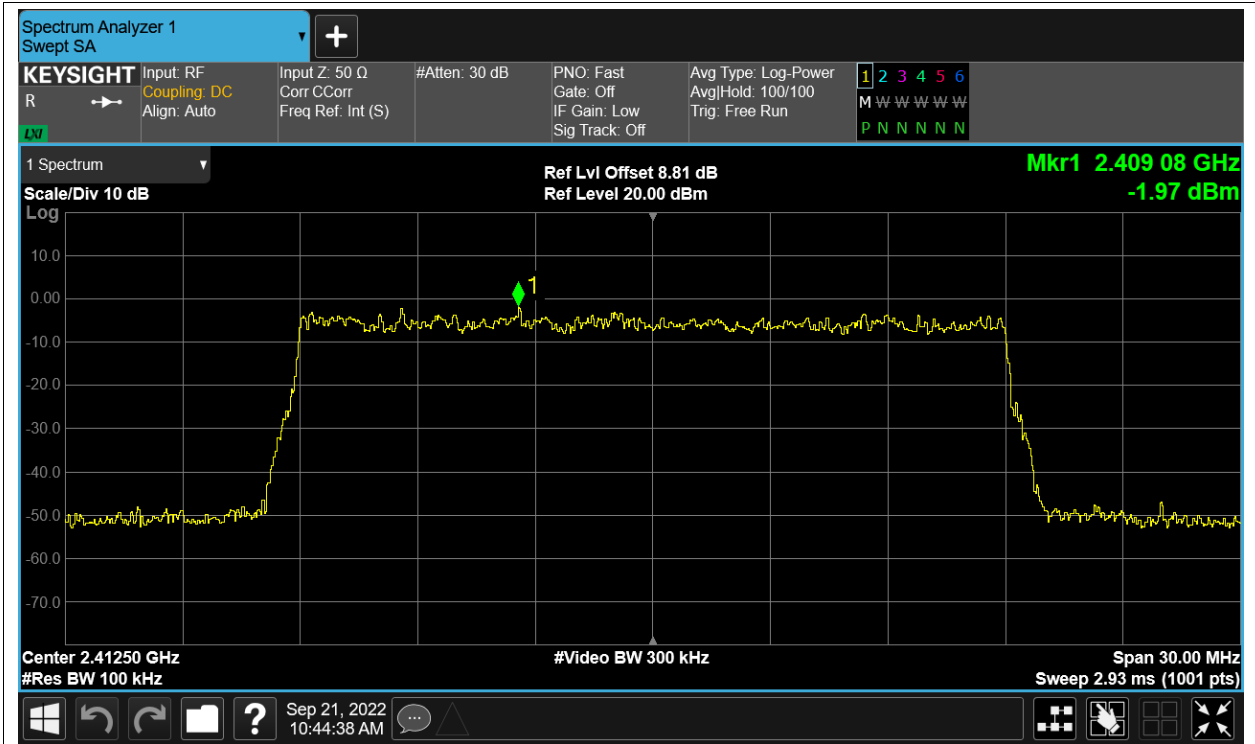 Spectrum Analyzer 1
Swept SA
KEYSIGHT
R
LXI
Input: RF
Coupling: DC
Align: Auto
Input Z: 50 Ω
Corr CCorr
Freq Ref: Int (S)
#Atten: 30 dB
PNO: Fast
Gate: Off
IF Gain: Low
Sig Track: Off
Avg Type: Log-Power
Avg|Hold: 100/100
Trig: Free Run
1 2 3 4 5 6
M W W W W W
P N N N N N
1 Spectrum
Scale/Div 10 dB
Ref Lvl Offset 8.81 dB
Ref Level 20.00 dBm
Mkr1 2.409 08 GHz
-1.97 dBm
Log
10.0
0.00
-10.0
-20.0
-30.0
-40.0
-50.0
-60.0
-70.0
1
Center 2.41250 GHz
#Res BW 100 kHz
#Video BW 300 kHz
Span 30.00 MHz
Sweep 2.93 ms (1001 pts)
?
Sep 21, 2022
10:44:38 AM